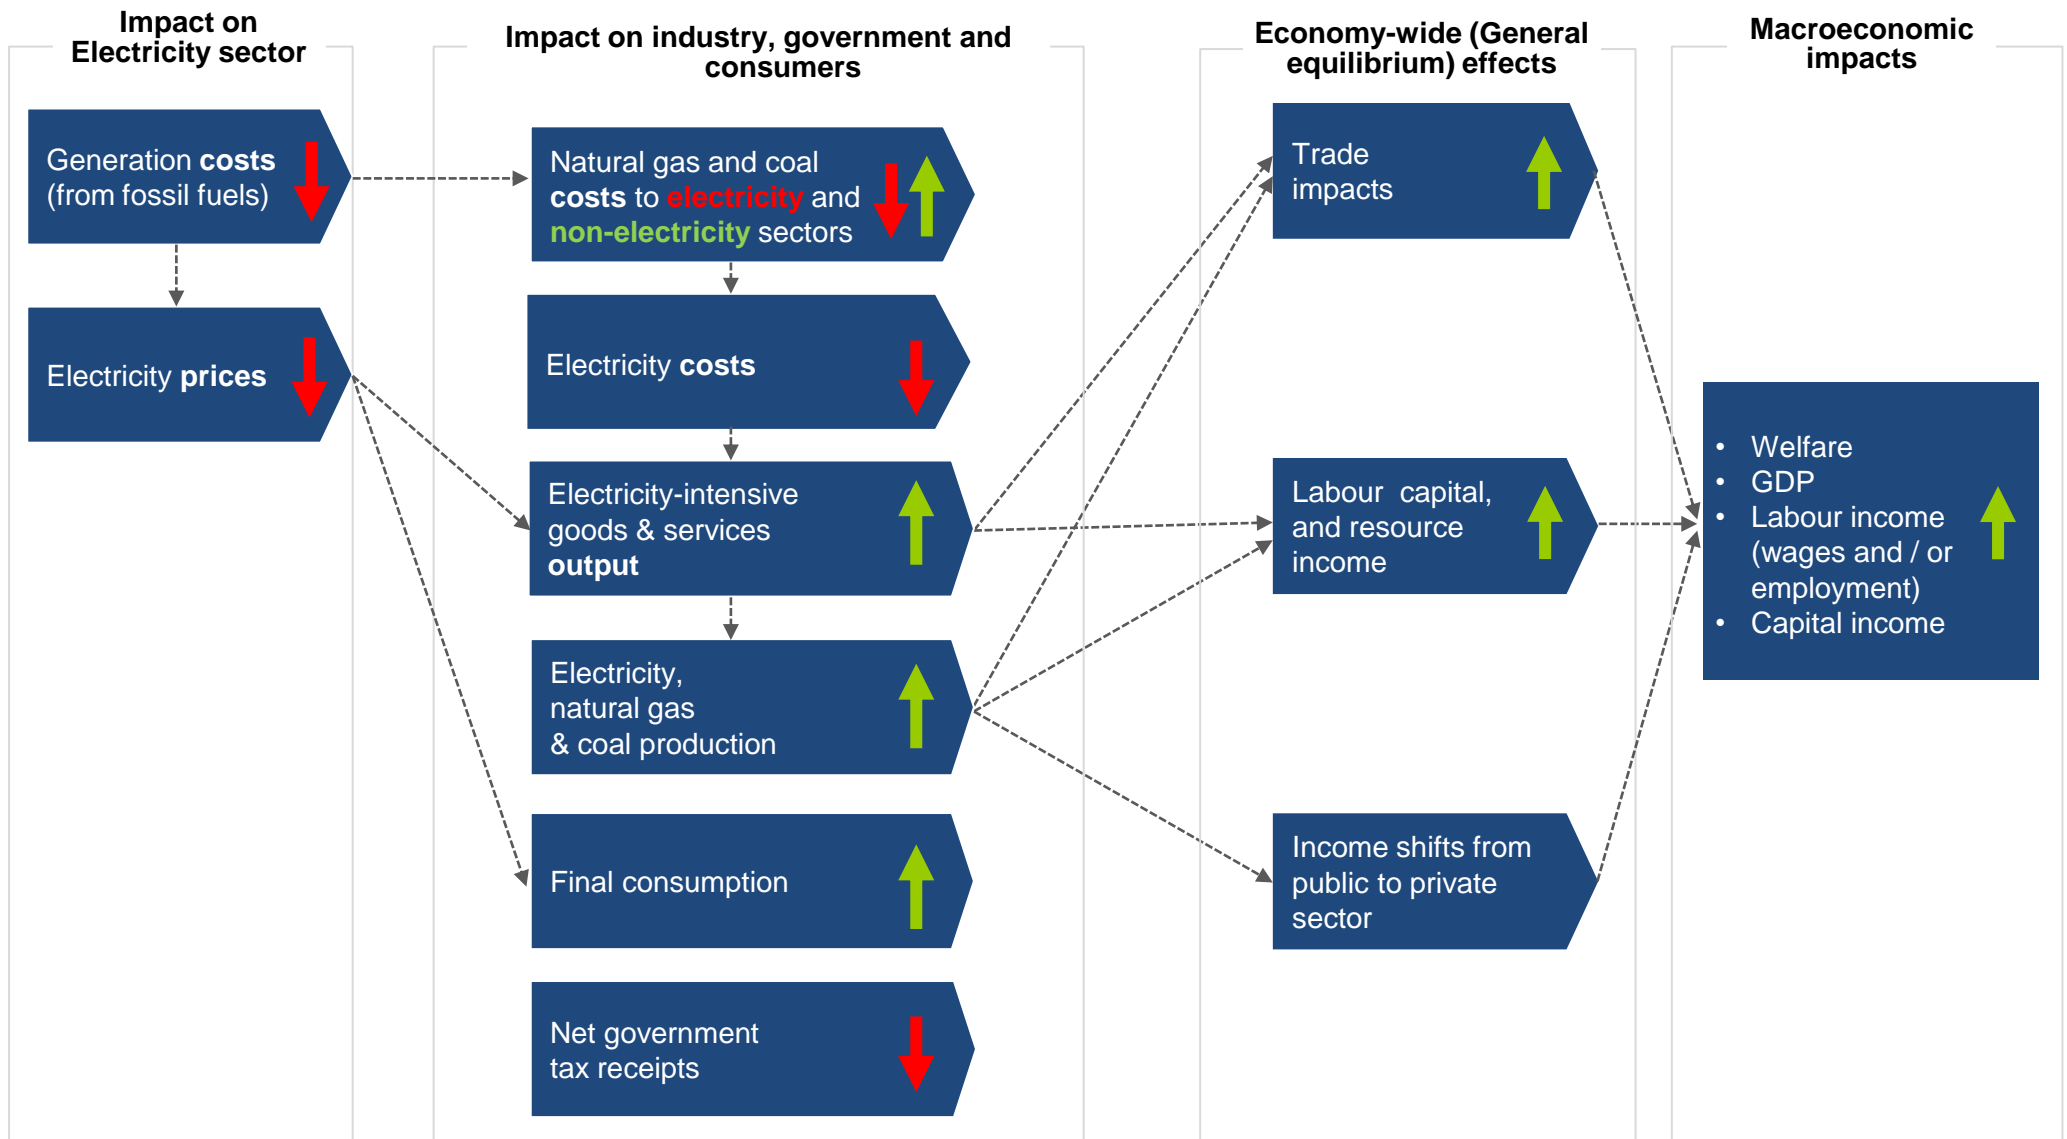 Impact on
Electricity sector
Generation costs
(from fossil fuels)
Electricity prices
Impact on industry, government and
consumers
Natural gas and coal
costs to electricity and
non-electricity sectors
Electricity costs
Electricity-intensive
goods & services
output
Electricity,
natural gas
& coal production
Final consumption
Net government
tax receipts
Economy-wide (General
equilibrium) effects
Trade
impacts
Labour  capital,
and resource
income
Income shifts from
public to private
sector
Macroeconomic
impacts
• Welfare
• GDP
• Labour income
(wages and / or
employment)
• Capital income